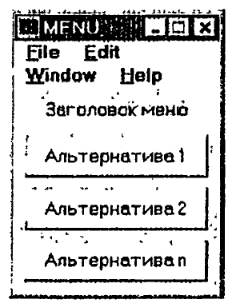 MENU
File Edit
Window Help
Заголовок меню
Альтернатива 1
Альтернатива 2
Альтернатива n